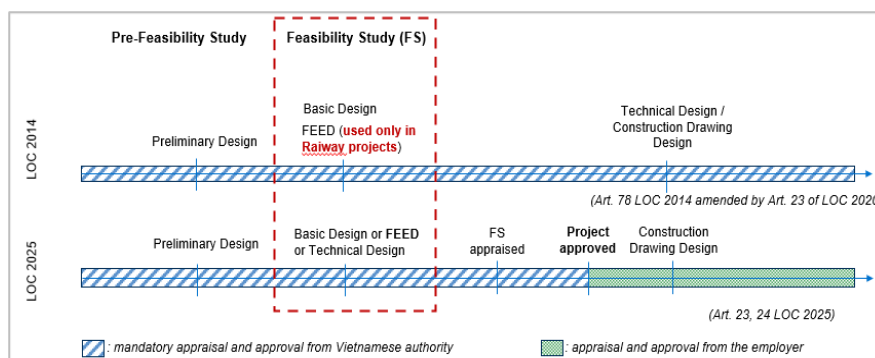 Pre-Feasibility Study
Feasibility Study (FS)
LOC 2014
Preliminary Design
Basic Design
FEED (used only in
Raiway projects)
Technical Design /
Construction Drawing
Design
(Art. 78 LOC 2014 amended by Art. 23 of LOC 2020
LOC 2025
Preliminary Design
Basic Design or FEED
or Technical Design
FS
appraised
Project
approved
Construction
Drawing Design
(Art. 23, 24 LOC 2025)
: mandatory appraisal and approval from Vietnamese authority
: appraisal and approval from the employer